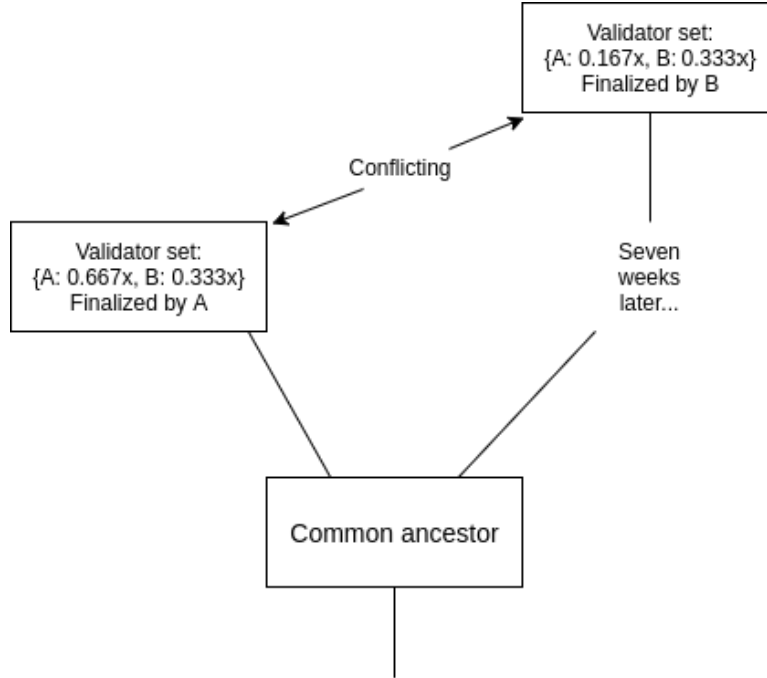 Validator set:
{A: 0.167x, B: 0.333x}
Finalized by B
Conflicting
Validator set:
{A: 0.667x, B: 0.333x}
Finalized by A
Seven
weeks
later...
Common ancestor